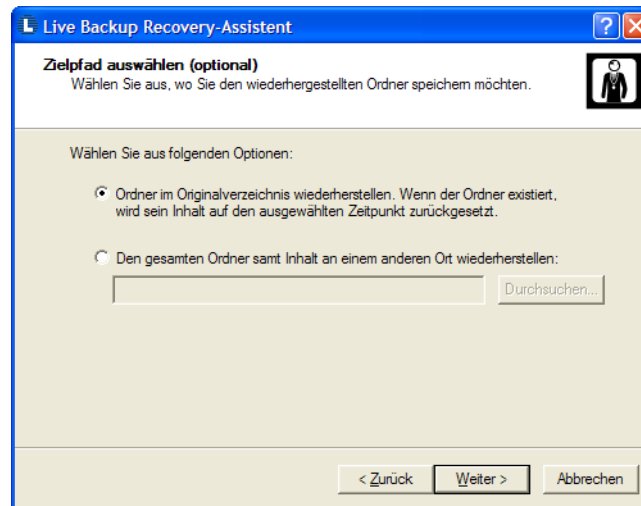 Live Backup Recovery-Assistent
Zielpfad auswählen (optional)
Wählen Sie aus, wo Sie den wiederhergestellten Ordner speichern möchten.
Wählen Sie aus folgenden Optionen:
Ordner im Originalverzeichnis wiederherstellen. Wenn der Ordner existiert,
wird sein Inhalt auf den ausgewählten Zeitpunkt zurückgesetzt.
Den gesamten Ordner samt Inhalt an einem anderen Ort wiederherstellen:
Durchsuchen...
< Zurück
Weiter >
Abbrechen